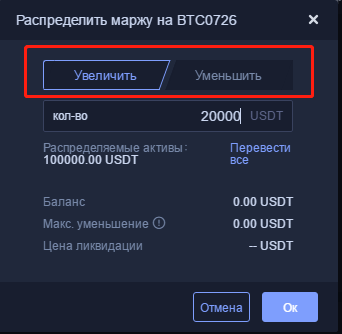 Распределить маржу на BTC0726 ×
Увеличить Уменьшить
кол-во 20000 USDT
Распределяемые активы: Перевести
100000.00 USDT все
Баланс 0.00 USDT
Макс. уменьшение 0.00 USDT
Цена ликвидации -- USDT
Отмена Ок